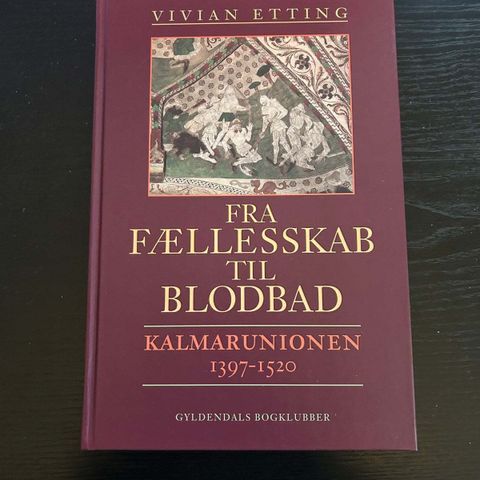 VIVIAN ETTING
FRA
FÆLLESSKAB
TIL
BLODBAD
KALMARUNIONEN
1397-1520
GYLDENDALS BOGKLUBBER